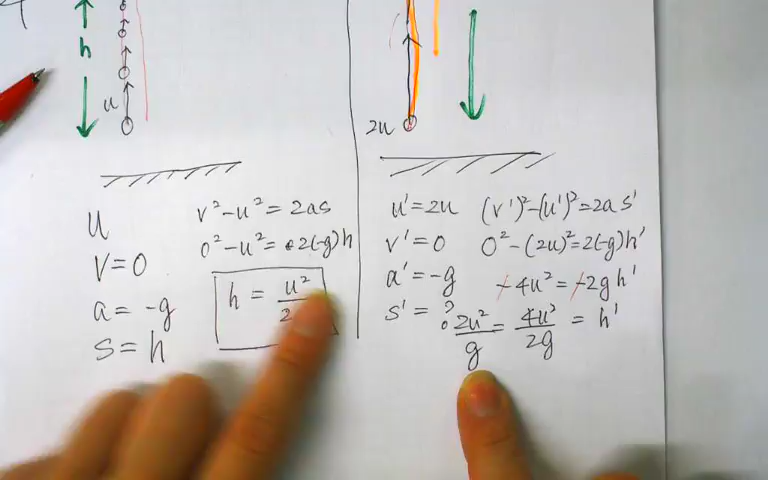 h
u
2u
u
v = 0
a = -g
s = h
v² - u² = 2as
0² - u² = 2(-g)h
h = u²/2
u' = 2u
v' = 0
a' = -g
s' = ?
(v')² - (u')² = 2as'
0² - (2u)² = 2(-g)h'
-4u² = -2gh'
2u²/g = 4u²/2g = h'